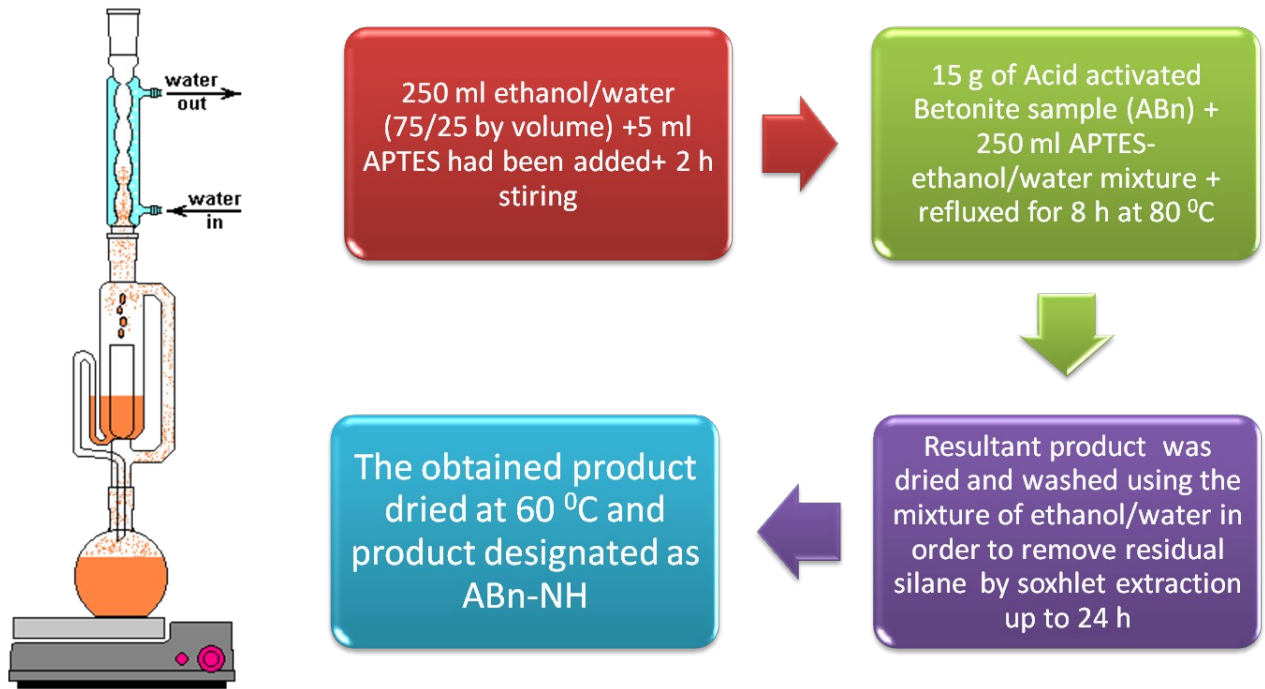 water
out
water
in
250 ml ethanol/water
(75/25 by volume) +5 ml
APTES had been added+ 2 h
stiring
15 g of Acid activated
Betonite sample (ABn) +
250 ml APTES-
ethanol/water mixture +
refluxed for 8 h at 80 ⁰C
Resultant product was
dried and washed using the
mixture of ethanol/water in
order to remove residual
silane by soxhlet extraction
up to 24 h
The obtained product
dried at 60 ⁰C and
product designated as
ABn-NH